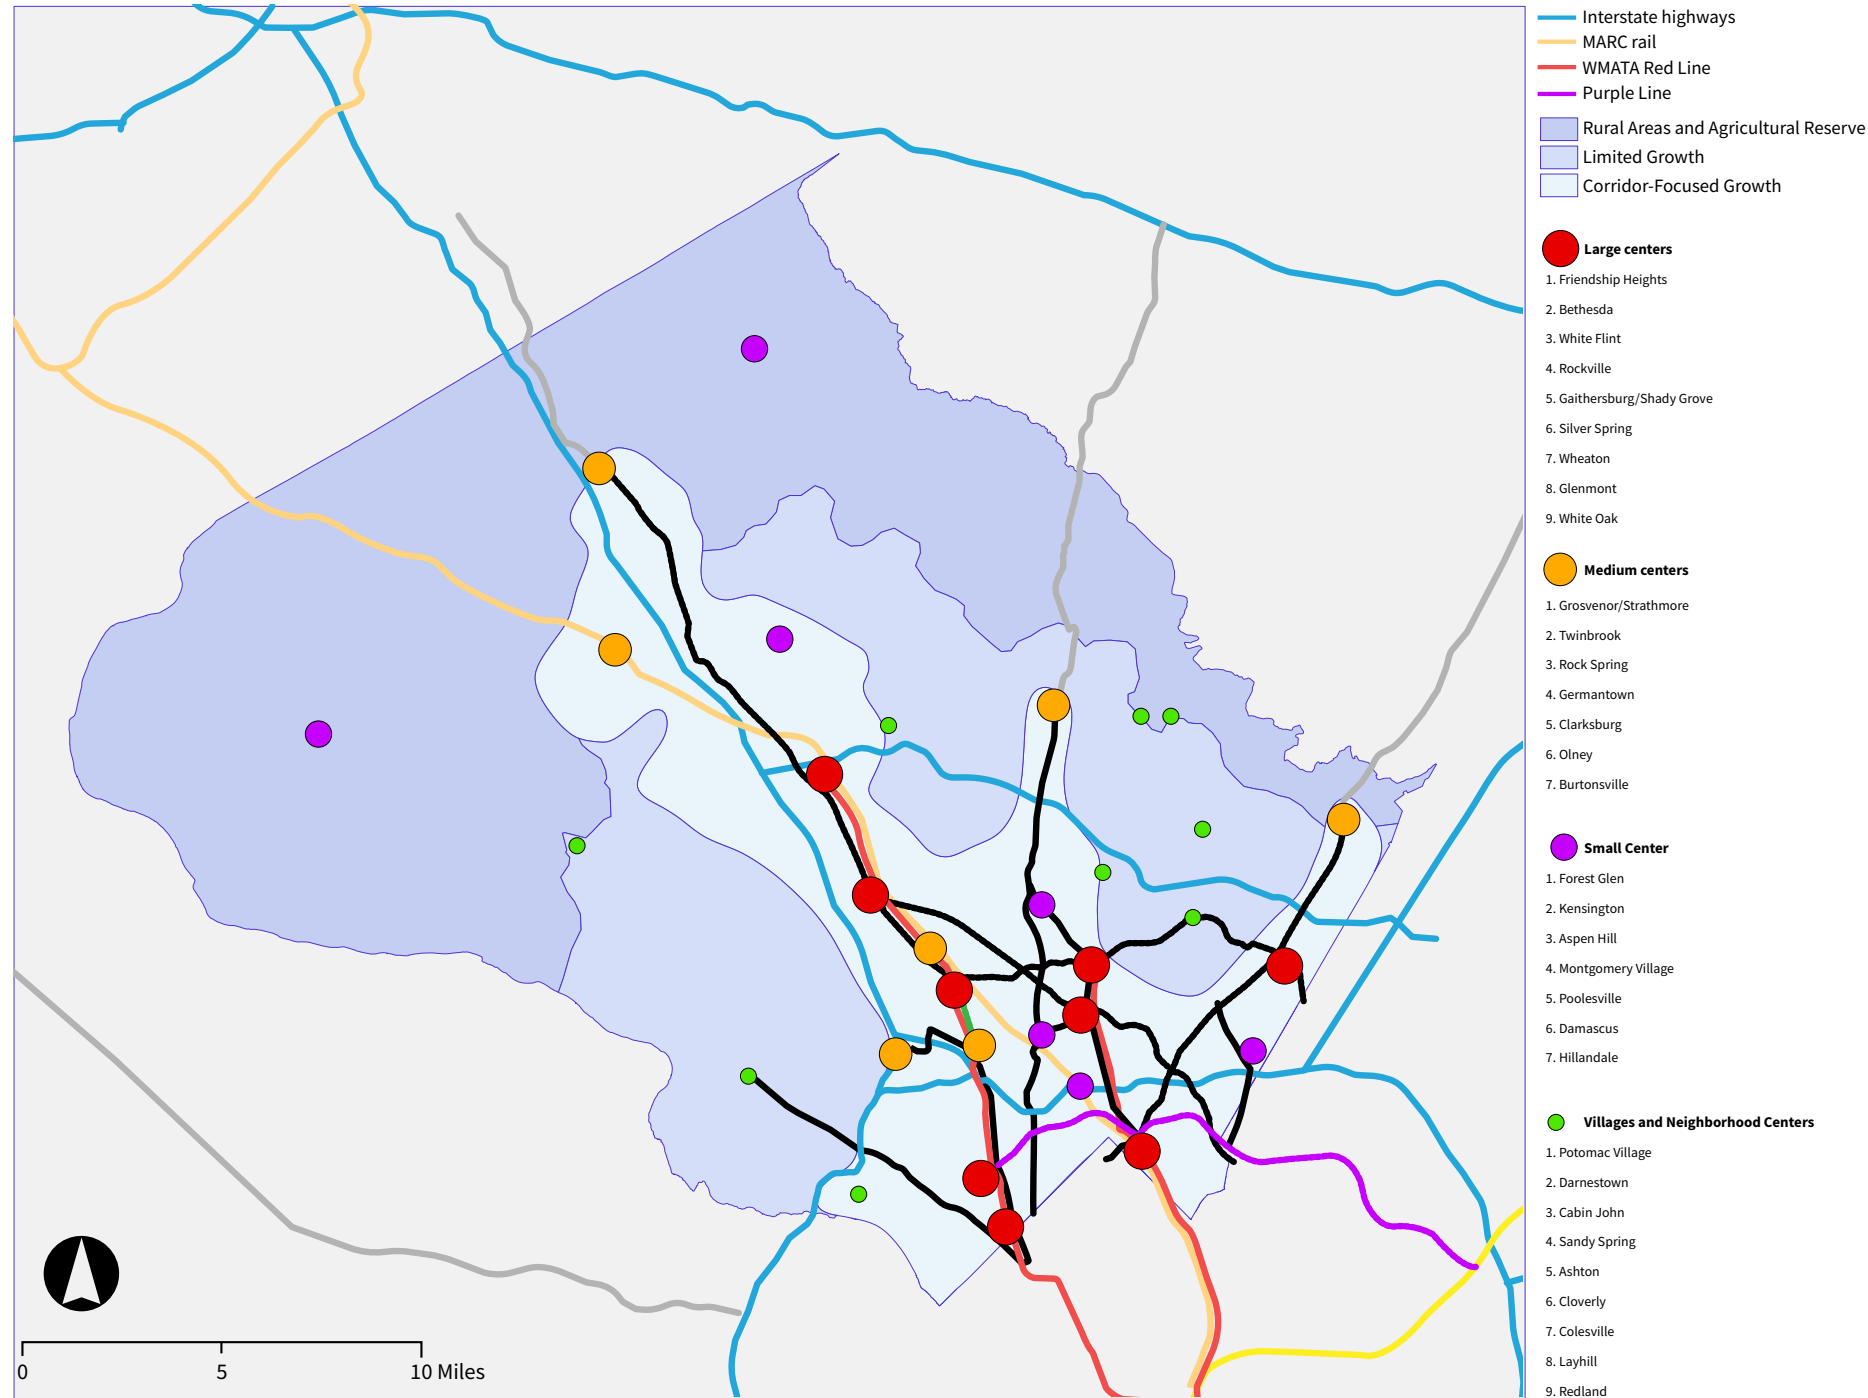 Interstate highways
MARC rail
WMATA Red Line
Purple Line
Rural Areas and Agricultural Reserve
Limited Growth
Corridor-Focused Growth
Large centers
1. Friendship Heights
2. Bethesda
3. White Flint
4. Rockville
5. Gaithersburg/Shady Grove
6. Silver Spring
7. Wheaton
8. Glenmont
9. White Oak
Medium centers
1. Grosvenor/Strathmore
2. Twinbrook
3. Rock Spring
4. Germantown
5. Clarksburg
6. Olney
7. Burtonsville
Small Center
1. Forest Glen
2. Kensington
3. Aspen Hill
4. Montgomery Village
5. Poolesville
6. Damascus
7. Hillandale
Villages and Neighborhood Centers
1. Potomac Village
2. Darnestown
3. Cabin John
4. Sandy Spring
5. Ashton
6. Cloverly
7. Colesville
8. Layhill
9. Redland
0 5 10 Miles